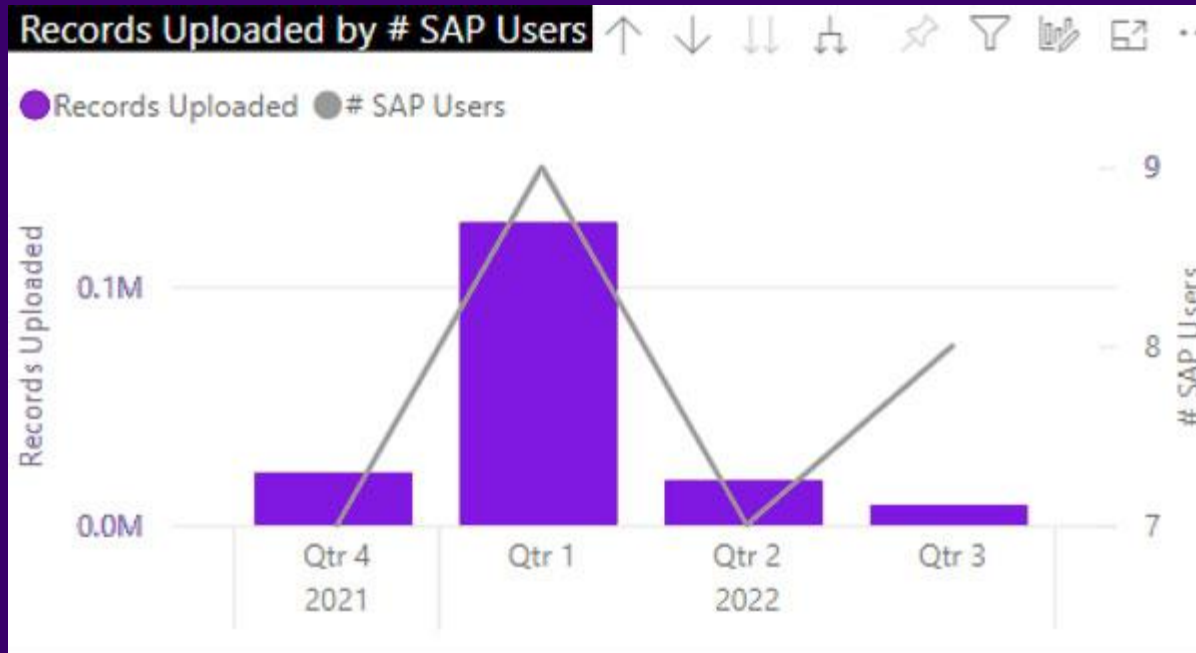 Records Uploaded by # SAP Users
Records Uploaded # SAP Users
Records Uploaded
0.1M
0.0M
9
8
7
# SAP Users
Qtr 4
Qtr 1
Qtr 2
Qtr 3
2021
2022